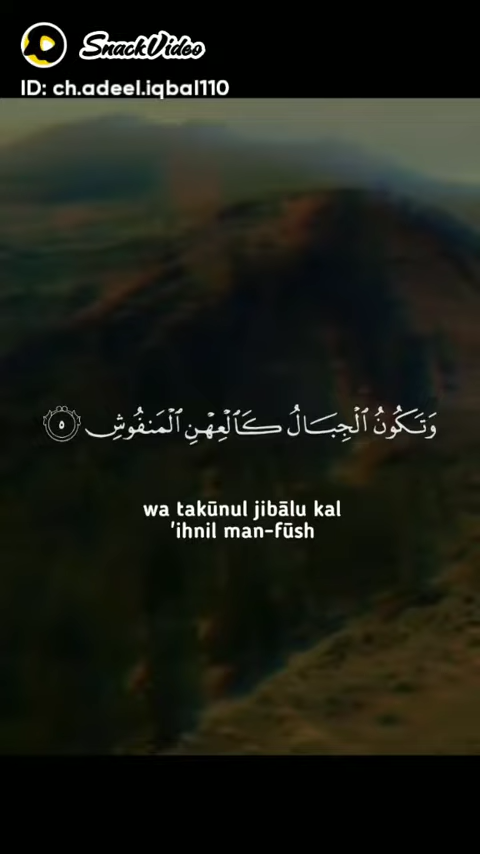 SnackVideo
ID: ch.adeel.iqbal110
وَتَكُونُ ٱلْجِبَالُ كَٱلْعِهْنِ ٱلْمَنفُوشِ ٥
wa takūnul jibālu kal
'ihnil man-fūsh